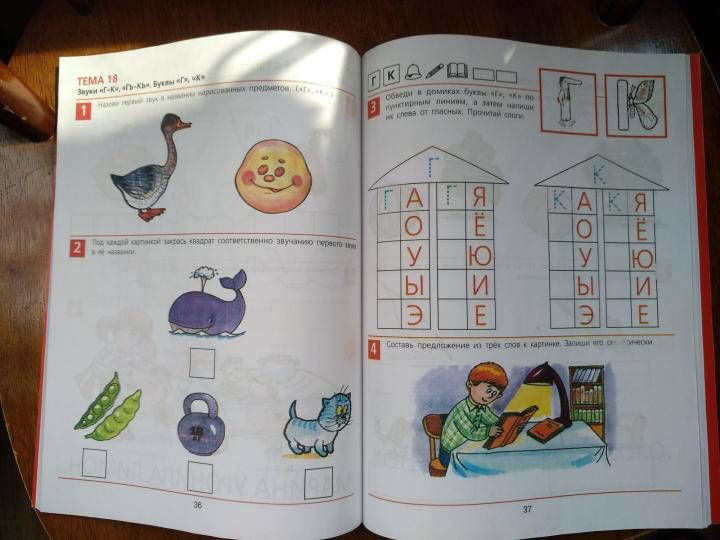 ТЕМА 18
Звуки «Г–К», «Гь–Кь». Буквы «Г», «К»
1 Назови первый звук в названии нарисованных предметов. («Г», «К».)
2 Под каждой картинкой закрась квадрат соответственно звучанию первого звука
в её названии.
18
36
Г К
3 Обведи в домиках буквы «Г», «К» по
пунктирным линиям, а затем напиши
их слева от гласных. Прочитай слоги.
Г К
Г
Г А Г Я
О Ё
У Ю
Ы И
Э Е
К
К А К Я
О Ё
У Ю
Ы И
Э Е
4 Составь предложение из трёх слов к картинке. Запиши его схематически.
37